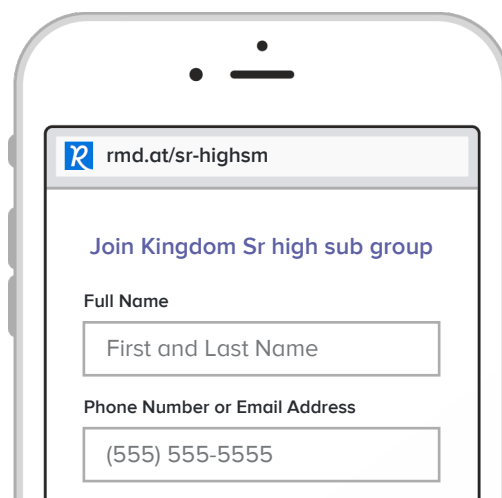 rmd.at/sr-highsm
Join Kingdom Sr high sub group
Full Name
First and Last Name
Phone Number or Email Address
(555) 555-5555